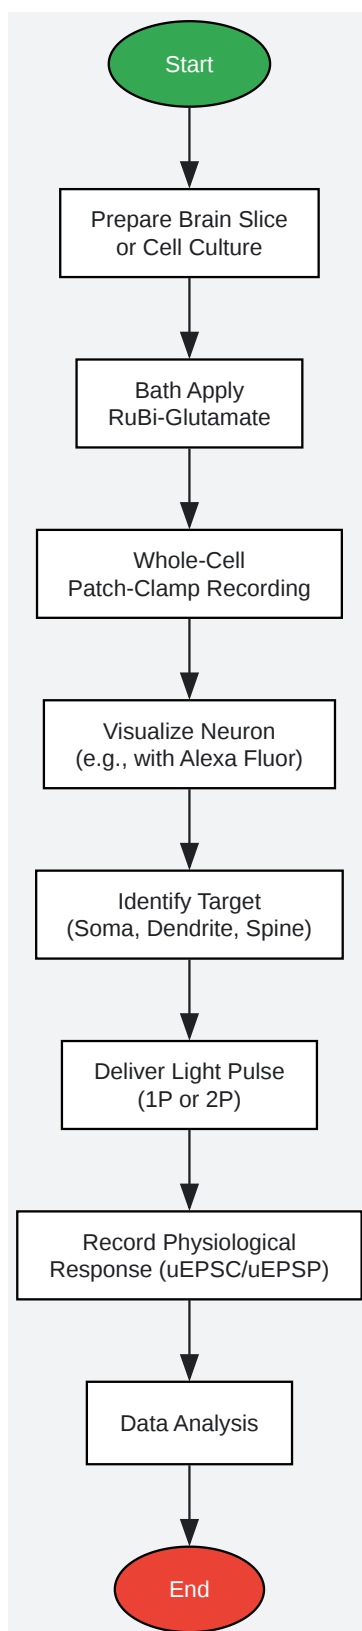 Start
Prepare Brain Slice
or Cell Culture
Bath Apply
RuBi-Glutamate
Whole-Cell
Patch-Clamp Recording
Visualize Neuron
(e.g., with Alexa Fluor)
Identify Target
(Soma, Dendrite, Spine)
Deliver Light Pulse
(1P or 2P)
Record Physiological
Response (uEPSC/uEPSP)
Data Analysis
End